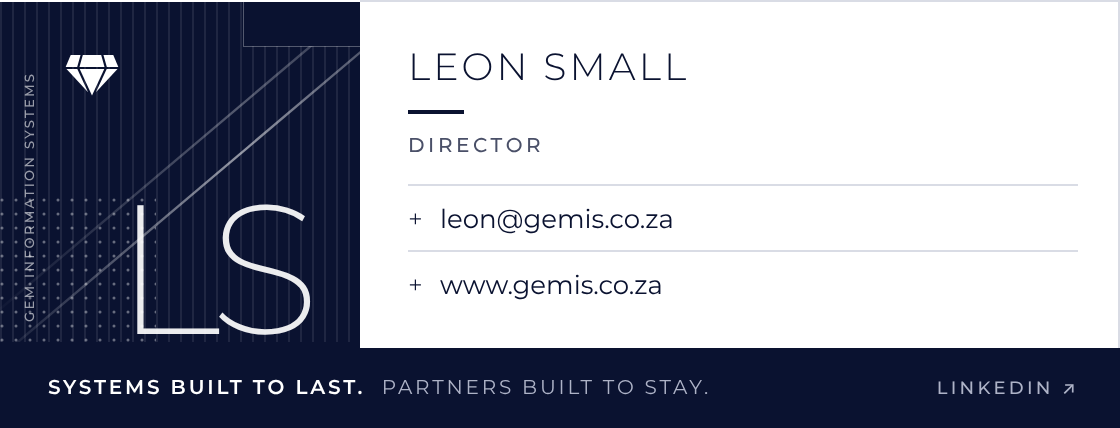 GEM INFORMATION SYSTEMS
LS
LEON SMALL
DIRECTOR
+ leon@gemis.co.za
+ www.gemis.co.za
SYSTEMS BUILT TO LAST. PARTNERS BUILT TO STAY.
LINKEDIN ↗